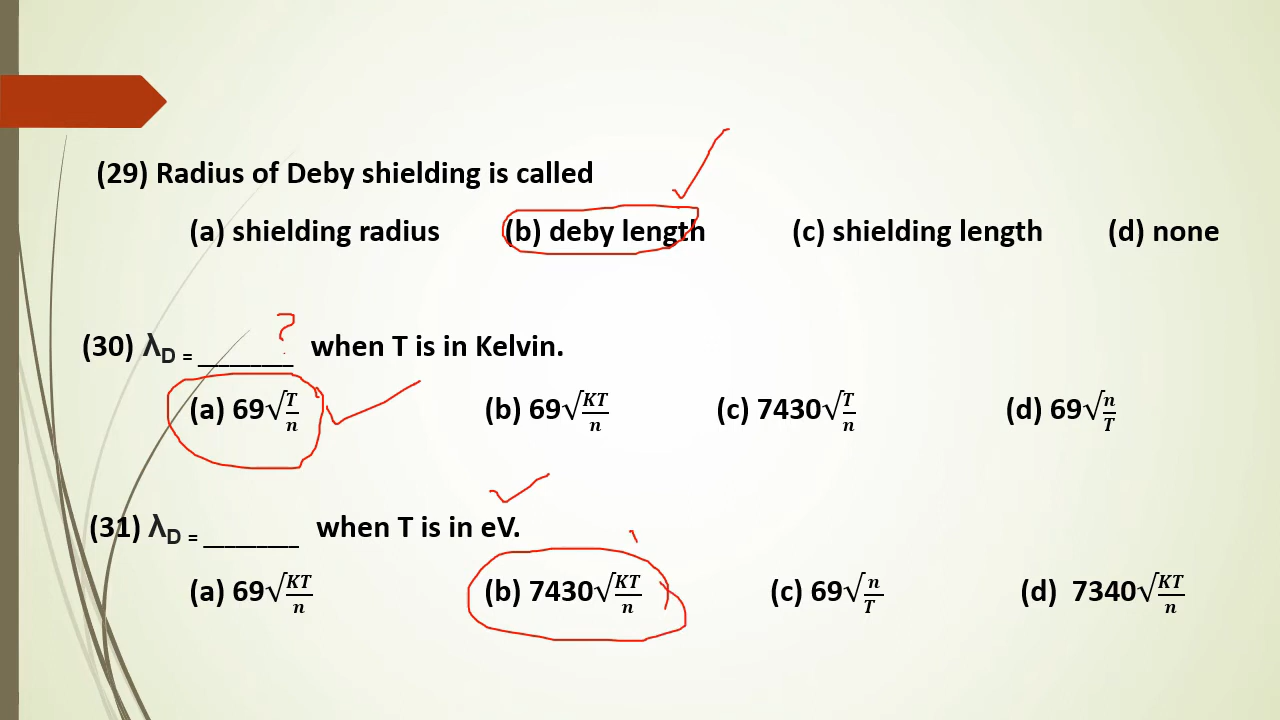 (29) Radius of Deby shielding is called
(a) shielding radius (b) deby length (c) shielding length (d) none
?
(30) λD = _______ when T is in Kelvin.
(a) 69√T/n (b) 69√KT/n (c) 7430√T/n (d) 69√n/T
(31) λD = _______ when T is in eV.
(a) 69√KT/n (b) 7430√KT/n (c) 69√n/T (d) 7340√KT/n